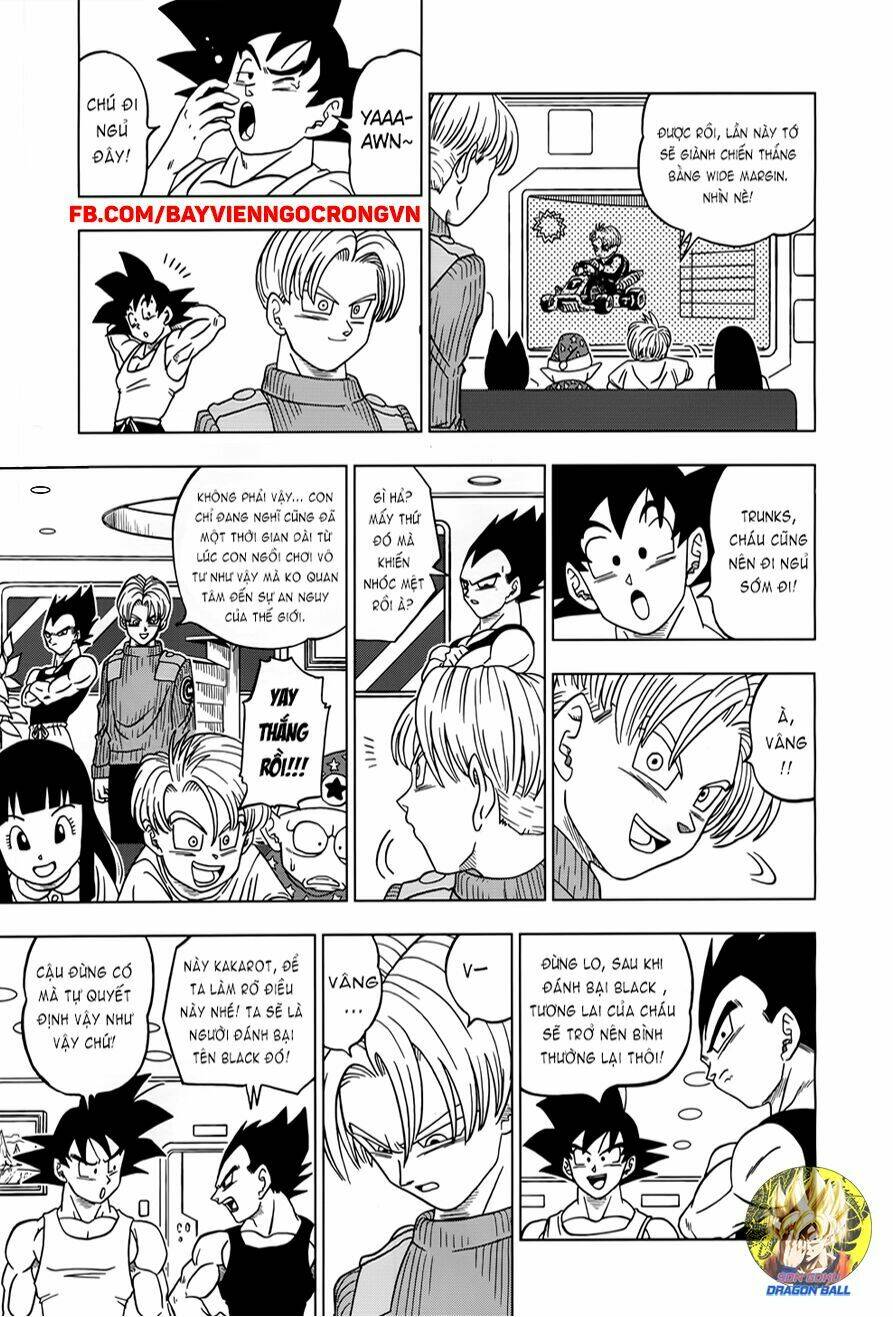 ĐƯỢC RỒI, LẦN NÀY TỚ
SẼ GIÀNH CHIẾN THẮNG
BẰNG WIDE MARGIN.
NHÌN NÈ!
YAAA-
AWN~
CHÚ ĐI
NGỦ
ĐÂY!
FB.COM/BAYVIENNGOCRONGVN
TRUNKS,
CHÁU CŨNG
NÊN ĐI NGỦ
SỚM ĐI!
À,
VÂNG
!!
GÌ HẢ?
MẤY THỨ
ĐÓ MÀ
KHIẾN
NHÓC MỆT
RỒI À?
KHÔNG PHẢI VẬY... CON
CHỈ ĐANG NGHĨ CŨNG ĐÃ
MỘT THỜI GIAN DÀI TỪ
LÚC CON NGỒI CHƠI VÔ
TƯ NHƯ VẬY MÀ KO QUAN
TÂM ĐẾN SỰ AN NGUY
CỦA THẾ GIỚI.
YAY
THẮNG
RỒI!!!
ĐỪNG LO, SAU KHI
ĐÁNH BẠI BLACK ,
TƯƠNG LAI CỦA CHÁU
SẼ TRỞ NÊN BÌNH
THƯỜNG LẠI THÔI!
V—
VÂNG
...
NÀY KAKAROT, ĐỂ
TA LÀM RÕ ĐIỀU
NÀY NHÉ! TA SẼ LÀ
NGƯỜI ĐÁNH BẠI
TÊN BLACK ĐÓ!
CẬU ĐỪNG CÓ
MÀ TỰ QUYẾT
ĐỊNH VẬY NHƯ
VẬY CHỨ!
SON GOKU
DRAGON BALL